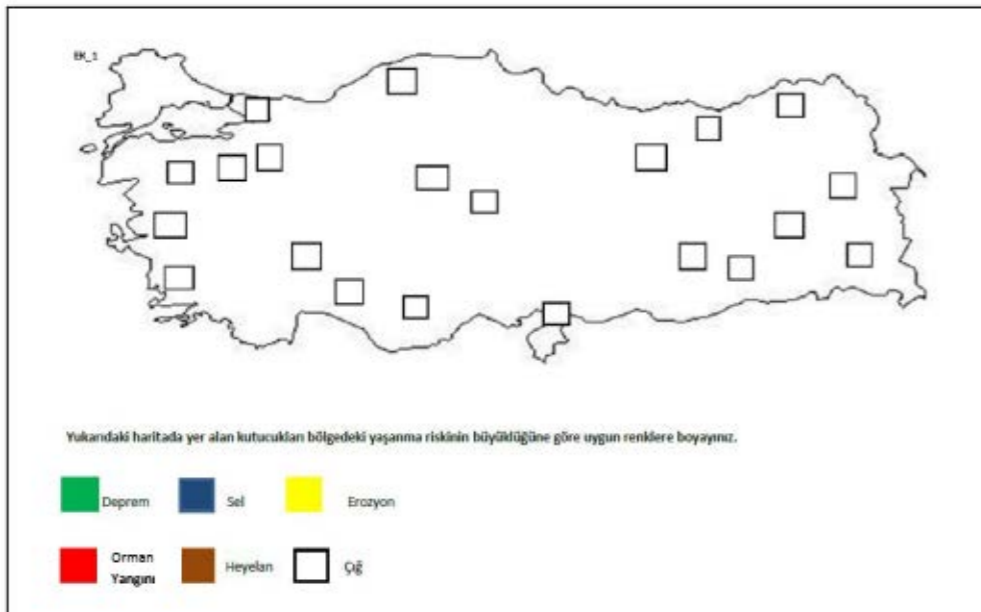 EK_1
Yukarıdaki haritada yer alan kutucukları bölgedeki yaşanma riskinin büyüklüğüne göre uygun renklere boyayınız.
Deprem Sel Erozyon
Orman Yangını Heyelan Çığ